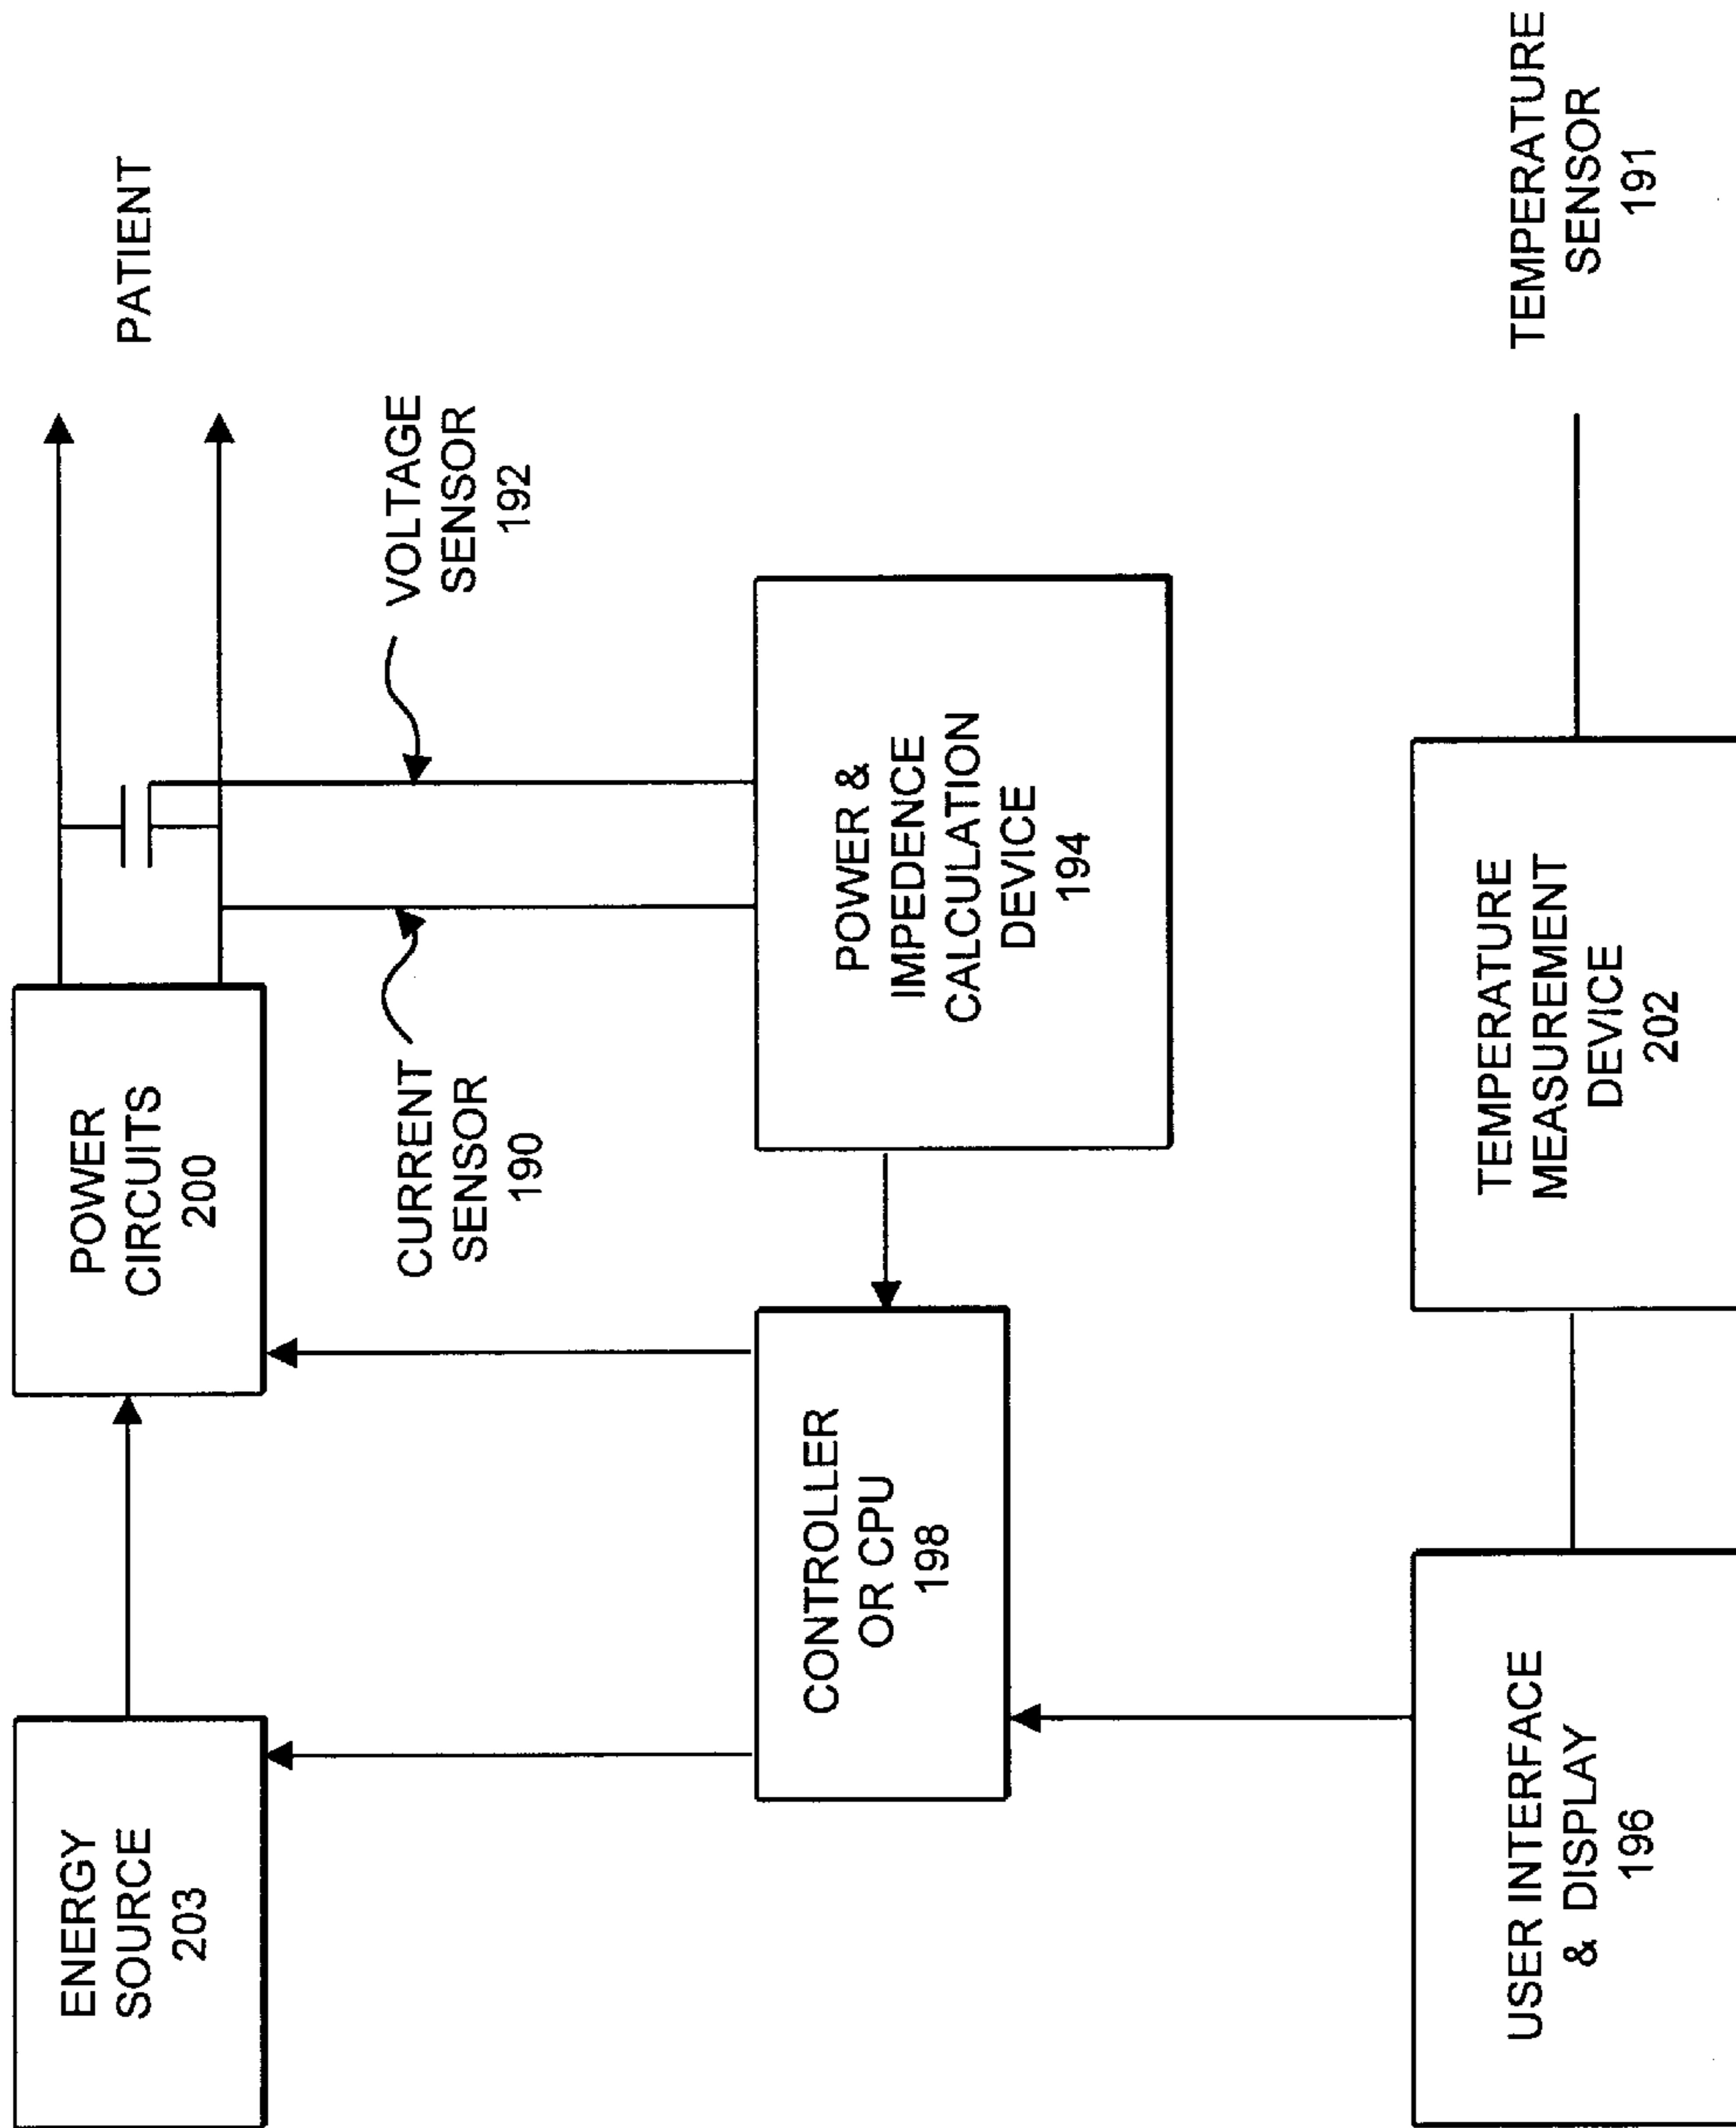 ENERGY
SOURCE
203
POWER
CIRCUITS
200
PATIENT
CURRENT
SENSOR
190
VOLTAGE
SENSOR
192
CONTROLLER
OR CPU
198
POWER &
IMPEDENCE
CALCULATION
DEVICE
194
USER INTERFACE
& DISPLAY
196
TEMPERATURE
MEASUREMENT
DEVICE
202
TEMPERATURE
SENSOR
191